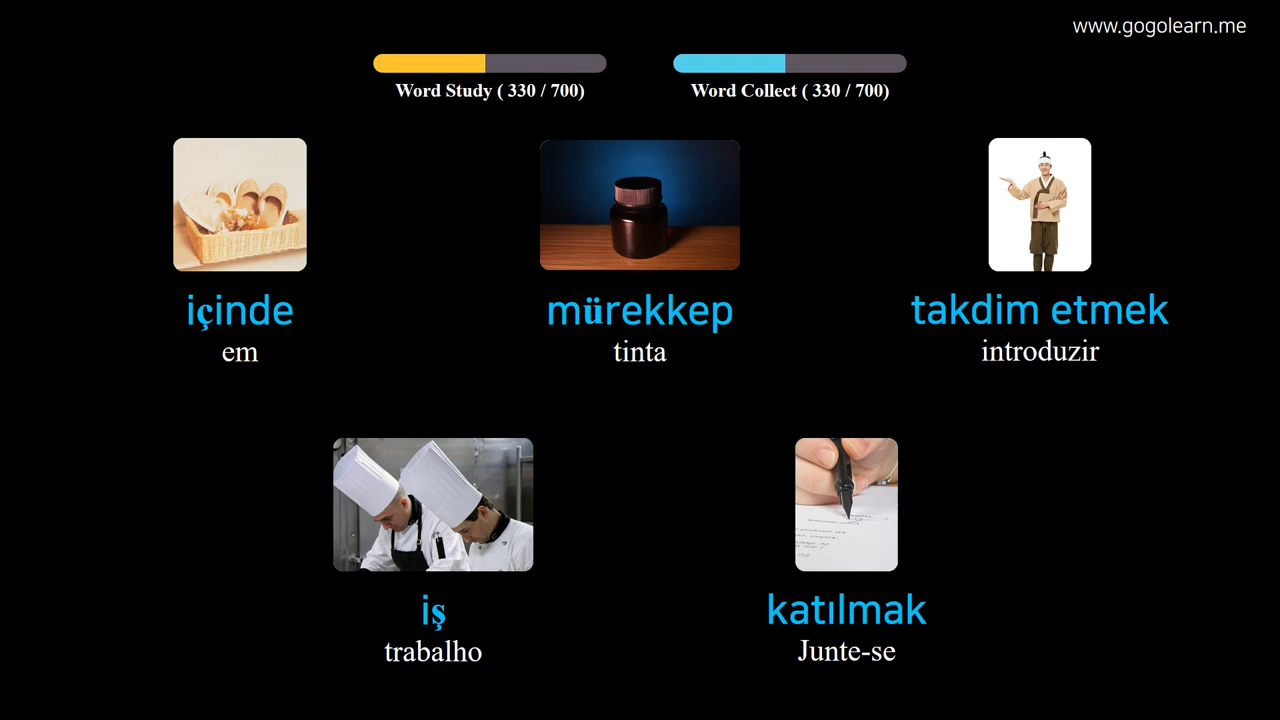 www.gogolearn.me
Word Study ( 330 / 700)
Word Collect ( 330 / 700)
içinde
em
mürekkep
tinta
takdim etmek
introduzir
iş
trabalho
katılmak
Junte-se